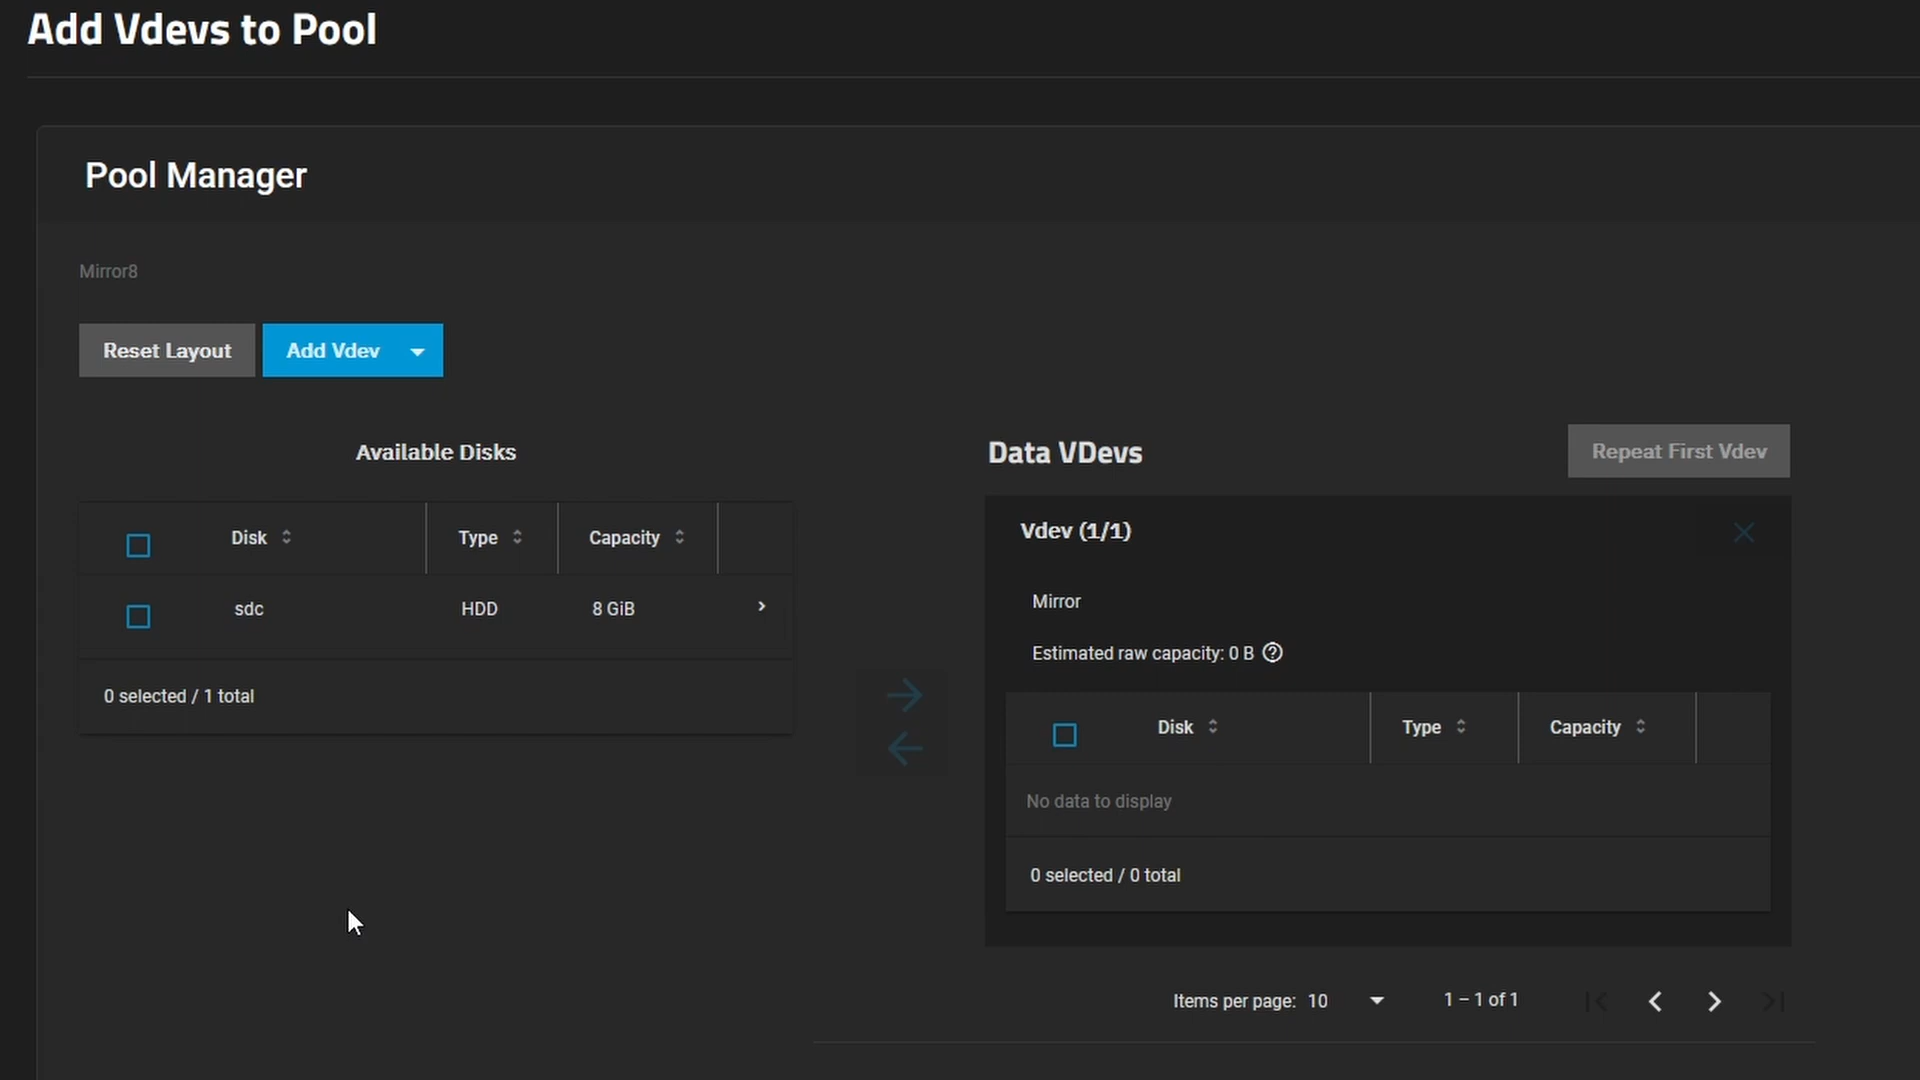 Add Vdevs to Pool
Pool Manager
Mirror8
Reset Layout
Add Vdev
Available Disks
Disk Type Capacity
sdc HDD 8 GiB
0 selected / 1 total
Data VDevs
Repeat First Vdev
Vdev (1/1)
Mirror
Estimated raw capacity: 0 B
Disk Type Capacity
No data to display
0 selected / 0 total
Items per page: 10 1 – 1 of 1